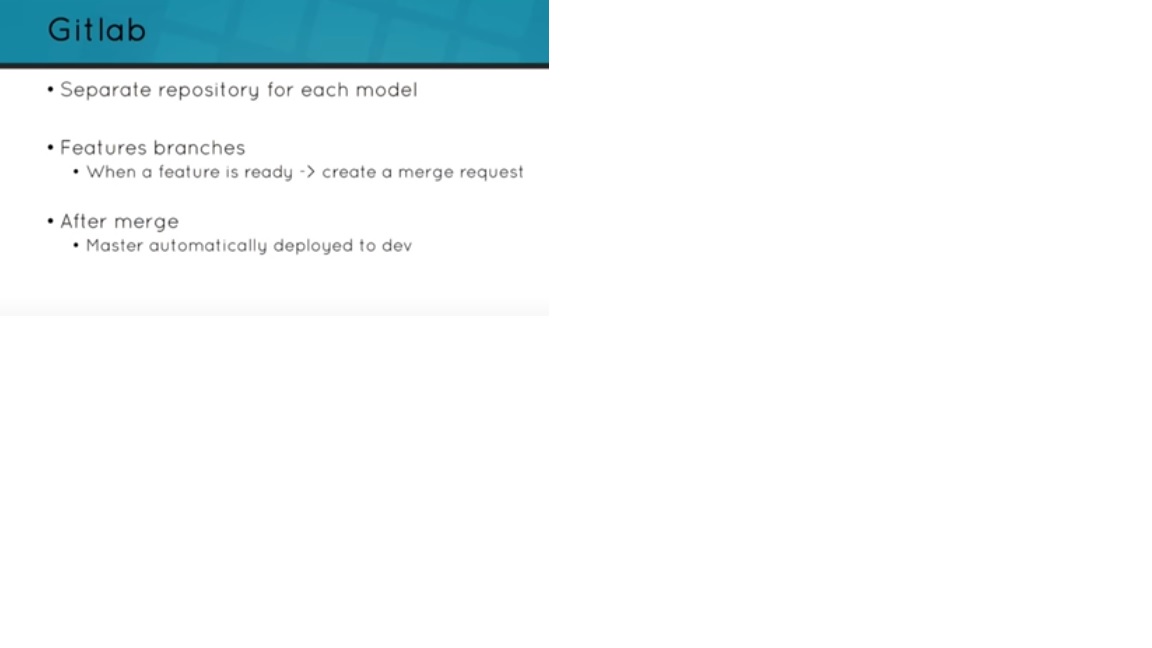 Gitlab
• Separate repository for each model
• Features branches
• When a feature is ready -> create a merge request
• After merge
• Master automatically deployed to dev